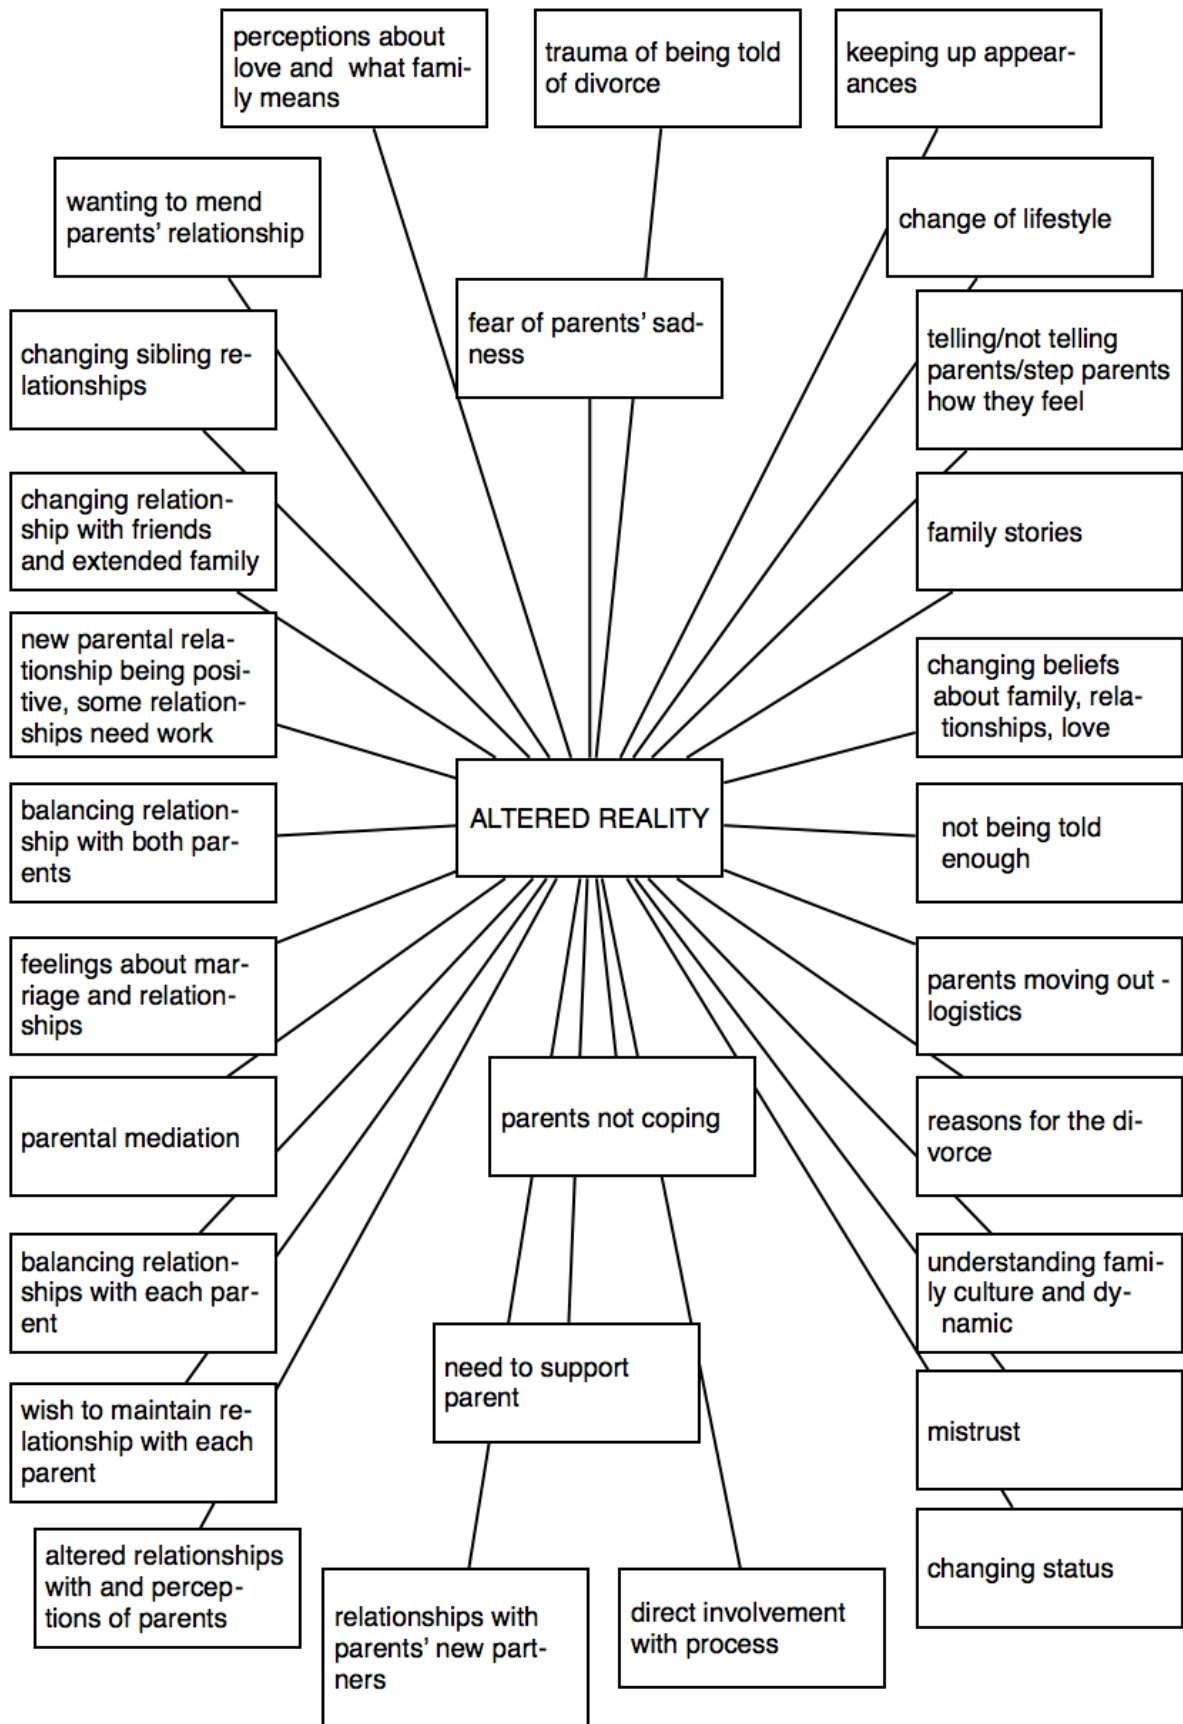 perceptions about
love and  what fami-
ly means
trauma of being told
of divorce
keeping up appear-
ances
wanting to mend
parents’ relationship
change of lifestyle
fear of parents’ sad-
ness
changing sibling re-
lationships
telling/not telling
parents/step parents
how they feel
changing relation-
ship with friends
and extended family
family stories
new parental rela-
tionship being posi-
tive, some relation-
ships need work
changing beliefs
about family, rela-
tionships, love
ALTERED REALITY
balancing relation-
ship with both par-
ents
not being told
enough
feelings about mar-
riage and relation-
ships
parents moving out -
logistics
parental mediation
parents not coping
reasons for the di-
vorce
balancing relation-
ships with each par-
ent
understanding fami-
ly culture and dy-
namic
need to support
parent
wish to maintain re-
lationship with each
parent
mistrust
altered relationships
with and percep-
tions of parents
relationships with
parents’ new part-
ners
direct involvement
with process
changing status